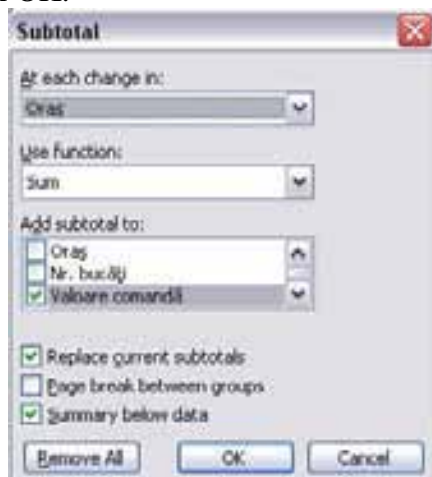 Subtotal
At each change in:
Oraș
Use function:
Sum
Add subtotal to:
Oraș
Nr. bucăți
Valoare comandă
Replace current subtotals
Page break between groups
Summary below data
Remove All OK Cancel